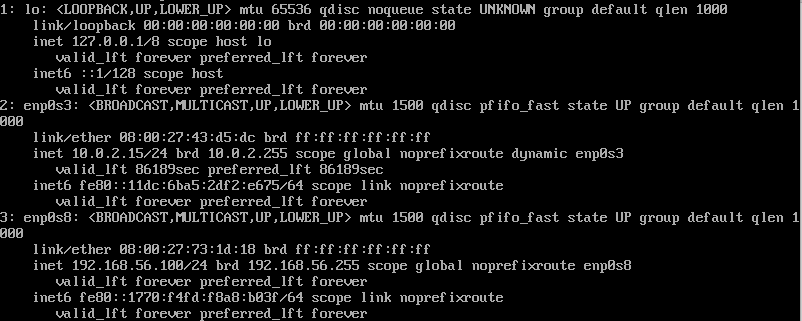 1: lo: <LOOPBACK,UP,LOWER_UP> mtu 65536 qdisc noqueue state UNKNOWN group default qlen 1000
    link/loopback 00:00:00:00:00:00 brd 00:00:00:00:00:00
    inet 127.0.0.1/8 scope host lo
       valid_lft forever preferred_lft forever
    inet6 ::1/128 scope host
       valid_lft forever preferred_lft forever
2: enp0s3: <BROADCAST,MULTICAST,UP,LOWER_UP> mtu 1500 qdisc pfifo_fast state UP group default qlen 1
000
    link/ether 08:00:27:43:d5:dc brd ff:ff:ff:ff:ff:ff
    inet 10.0.2.15/24 brd 10.0.2.255 scope global noprefixroute dynamic enp0s3
       valid_lft 86189sec preferred_lft 86189sec
    inet6 fe80::11dc:6ba5:2df2:e675/64 scope link noprefixroute
       valid_lft forever preferred_lft forever
3: enp0s8: <BROADCAST,MULTICAST,UP,LOWER_UP> mtu 1500 qdisc pfifo_fast state UP group default qlen 1
000
    link/ether 08:00:27:73:1d:18 brd ff:ff:ff:ff:ff:ff
    inet 192.168.56.100/24 brd 192.168.56.255 scope global noprefixroute enp0s8
       valid_lft forever preferred_lft forever
    inet6 fe80::1770:f4fd:f8a8:b03f/64 scope link noprefixroute
       valid_lft forever preferred_lft forever